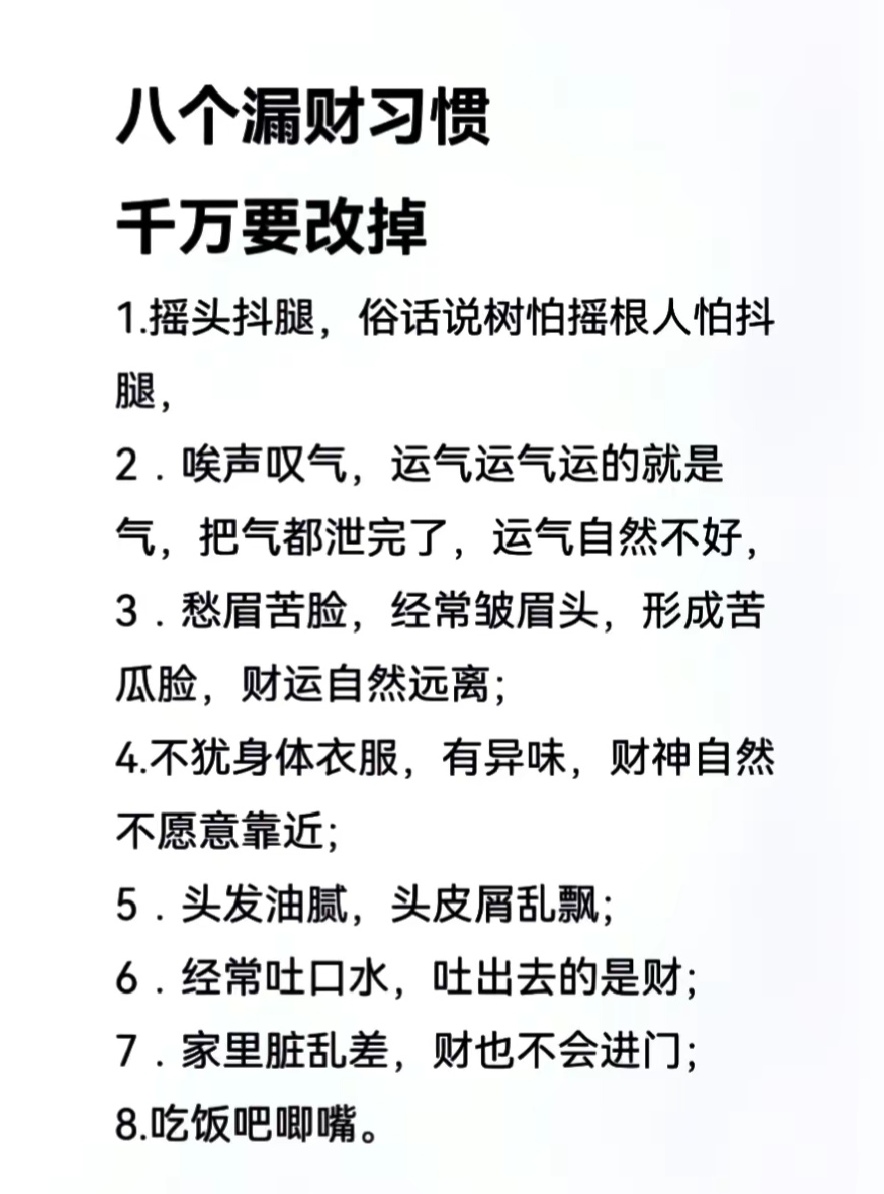 八个漏财习惯
千万要改掉
1.摇头抖腿，俗话说树怕摇根人怕抖
腿，
2．唉声叹气，运气运气运的就是
气，把气都泄完了，运气自然不好，
3．愁眉苦脸，经常皱眉头，形成苦
瓜脸，财运自然远离；
4.不犹身体衣服，有异味，财神自然
不愿意靠近；
5．头发油腻，头皮屑乱飘；
6．经常吐口水，吐出去的是财；
7．家里脏乱差，财也不会进门；
8.吃饭吧唧嘴。